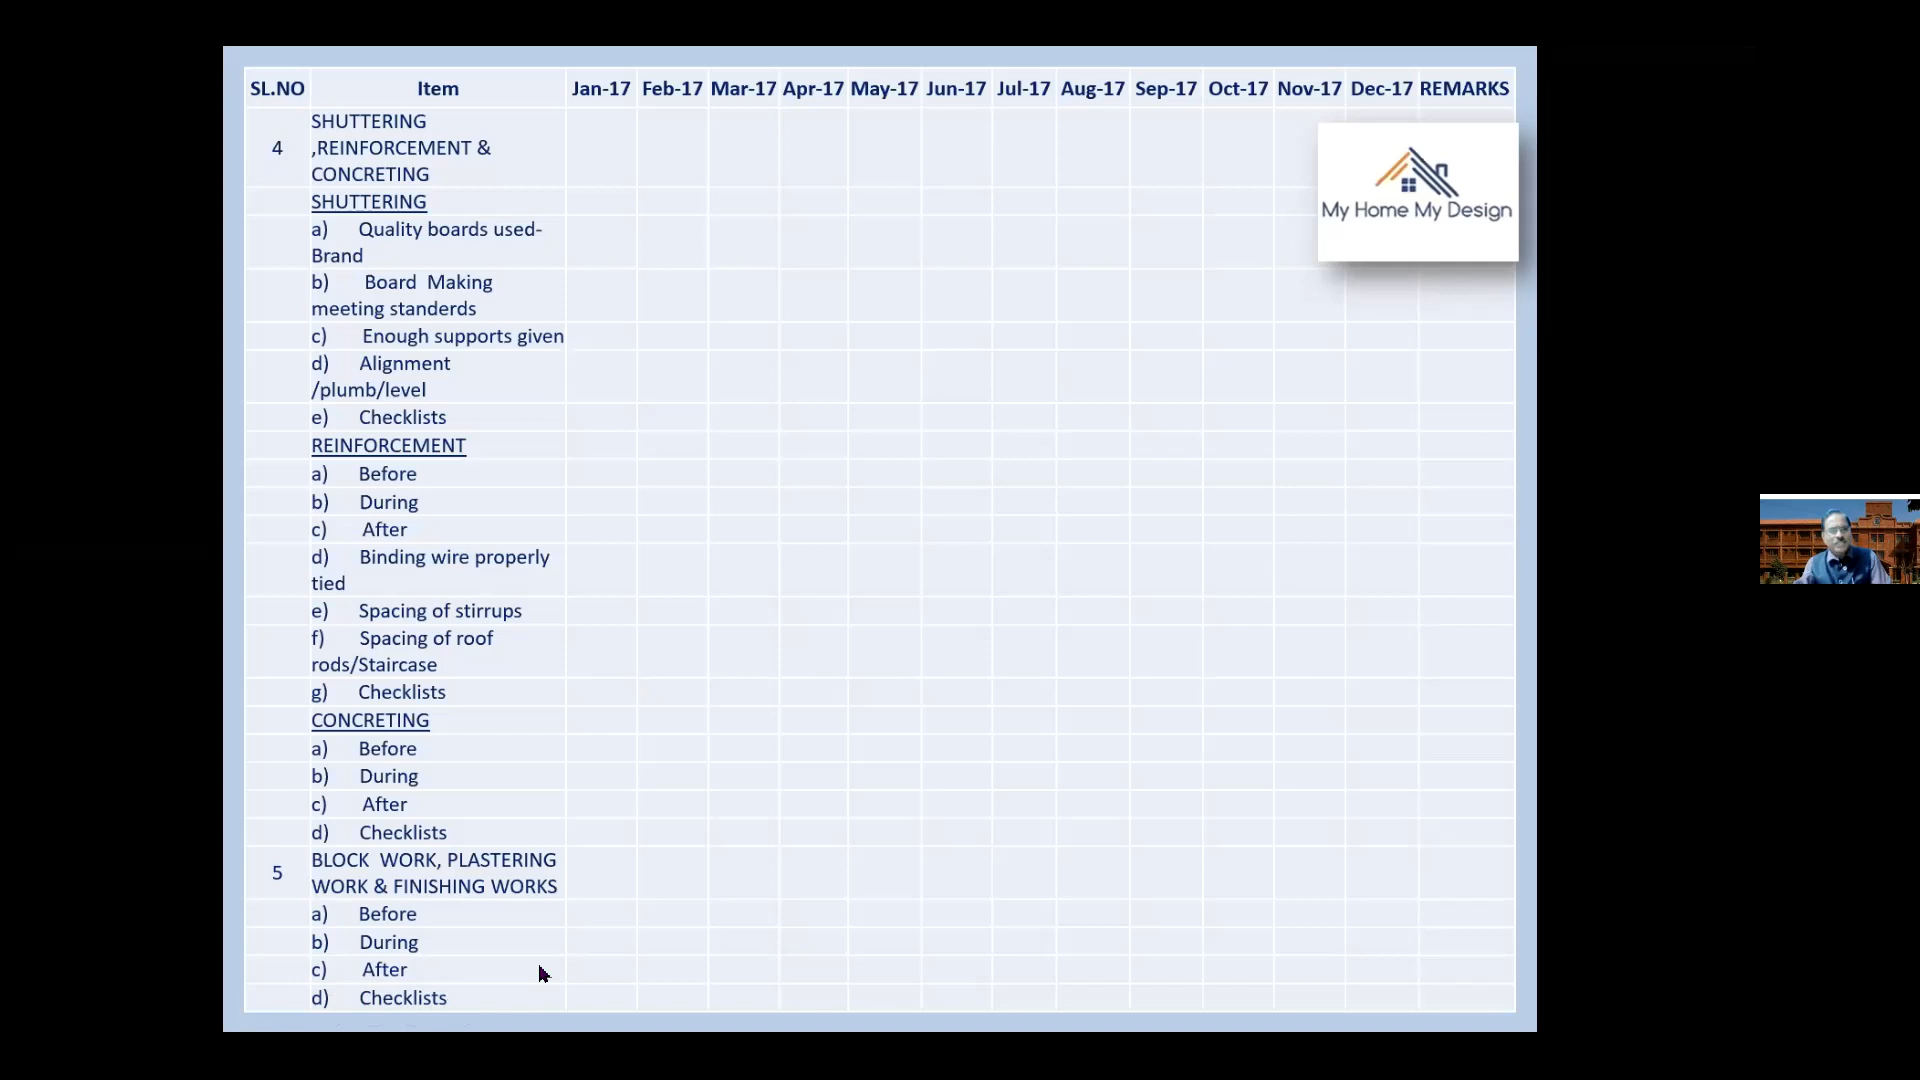 SL.NO Item Jan-17 Feb-17 Mar-17 Apr-17 May-17 Jun-17 Jul-17 Aug-17 Sep-17 Oct-17 Nov-17 Dec-17 REMARKS
4 SHUTTERING
,REINFORCEMENT &
CONCRETING
SHUTTERING
a) Quality boards used-
Brand
b) Board Making
meeting standerds
c) Enough supports given
d) Alignment
/plumb/level
e) Checklists
REINFORCEMENT
a) Before
b) During
c) After
d) Binding wire properly
tied
e) Spacing of stirrups
f) Spacing of roof
rods/Staircase
g) Checklists
CONCRETING
a) Before
b) During
c) After
d) Checklists
5 BLOCK WORK, PLASTERING
WORK & FINISHING WORKS
a) Before
b) During
c) After
d) Checklists
My Home My Design